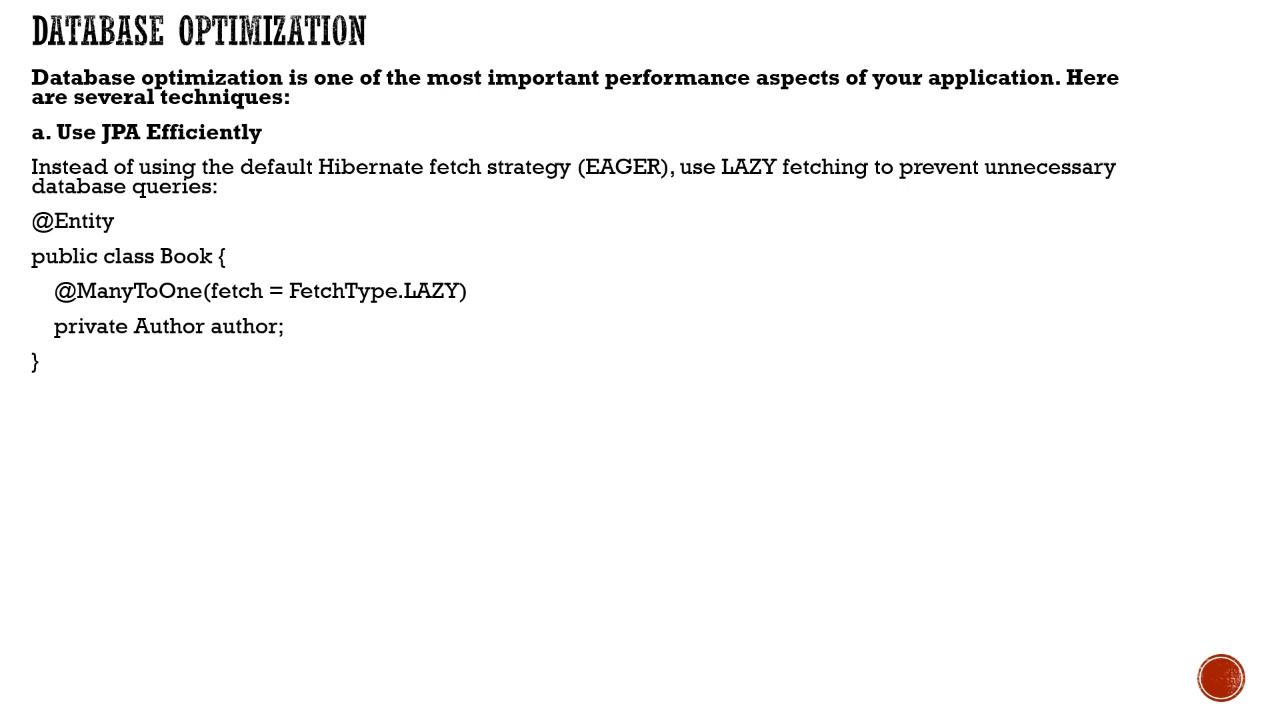 DATABASE OPTIMIZATION
Database optimization is one of the most important performance aspects of your application. Here
are several techniques:
a. Use JPA Efficiently
Instead of using the default Hibernate fetch strategy (EAGER), use LAZY fetching to prevent unnecessary
database queries:
@Entity
public class Book {
    @ManyToOne(fetch = FetchType.LAZY)
    private Author author;
}